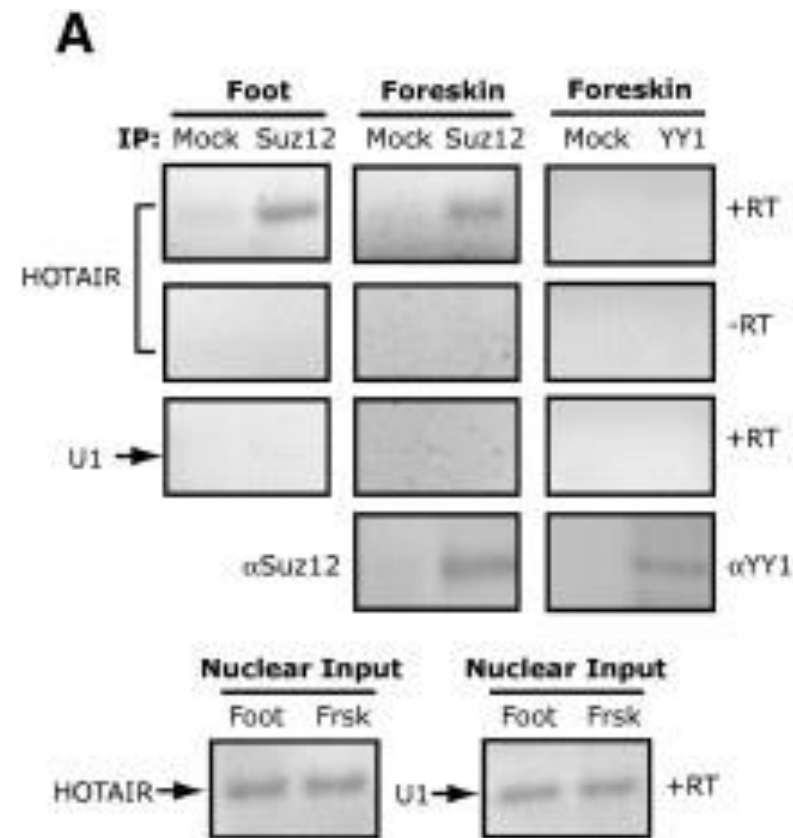 A
Foot Foreskin Foreskin
IP: Mock Suz12 Mock Suz12 Mock YY1
+RT
HOTAIR
-RT
U1 +RT
αSuz12 αYY1
Nuclear Input Nuclear Input
Foot Frsk Foot Frsk
HOTAIR U1 +RT